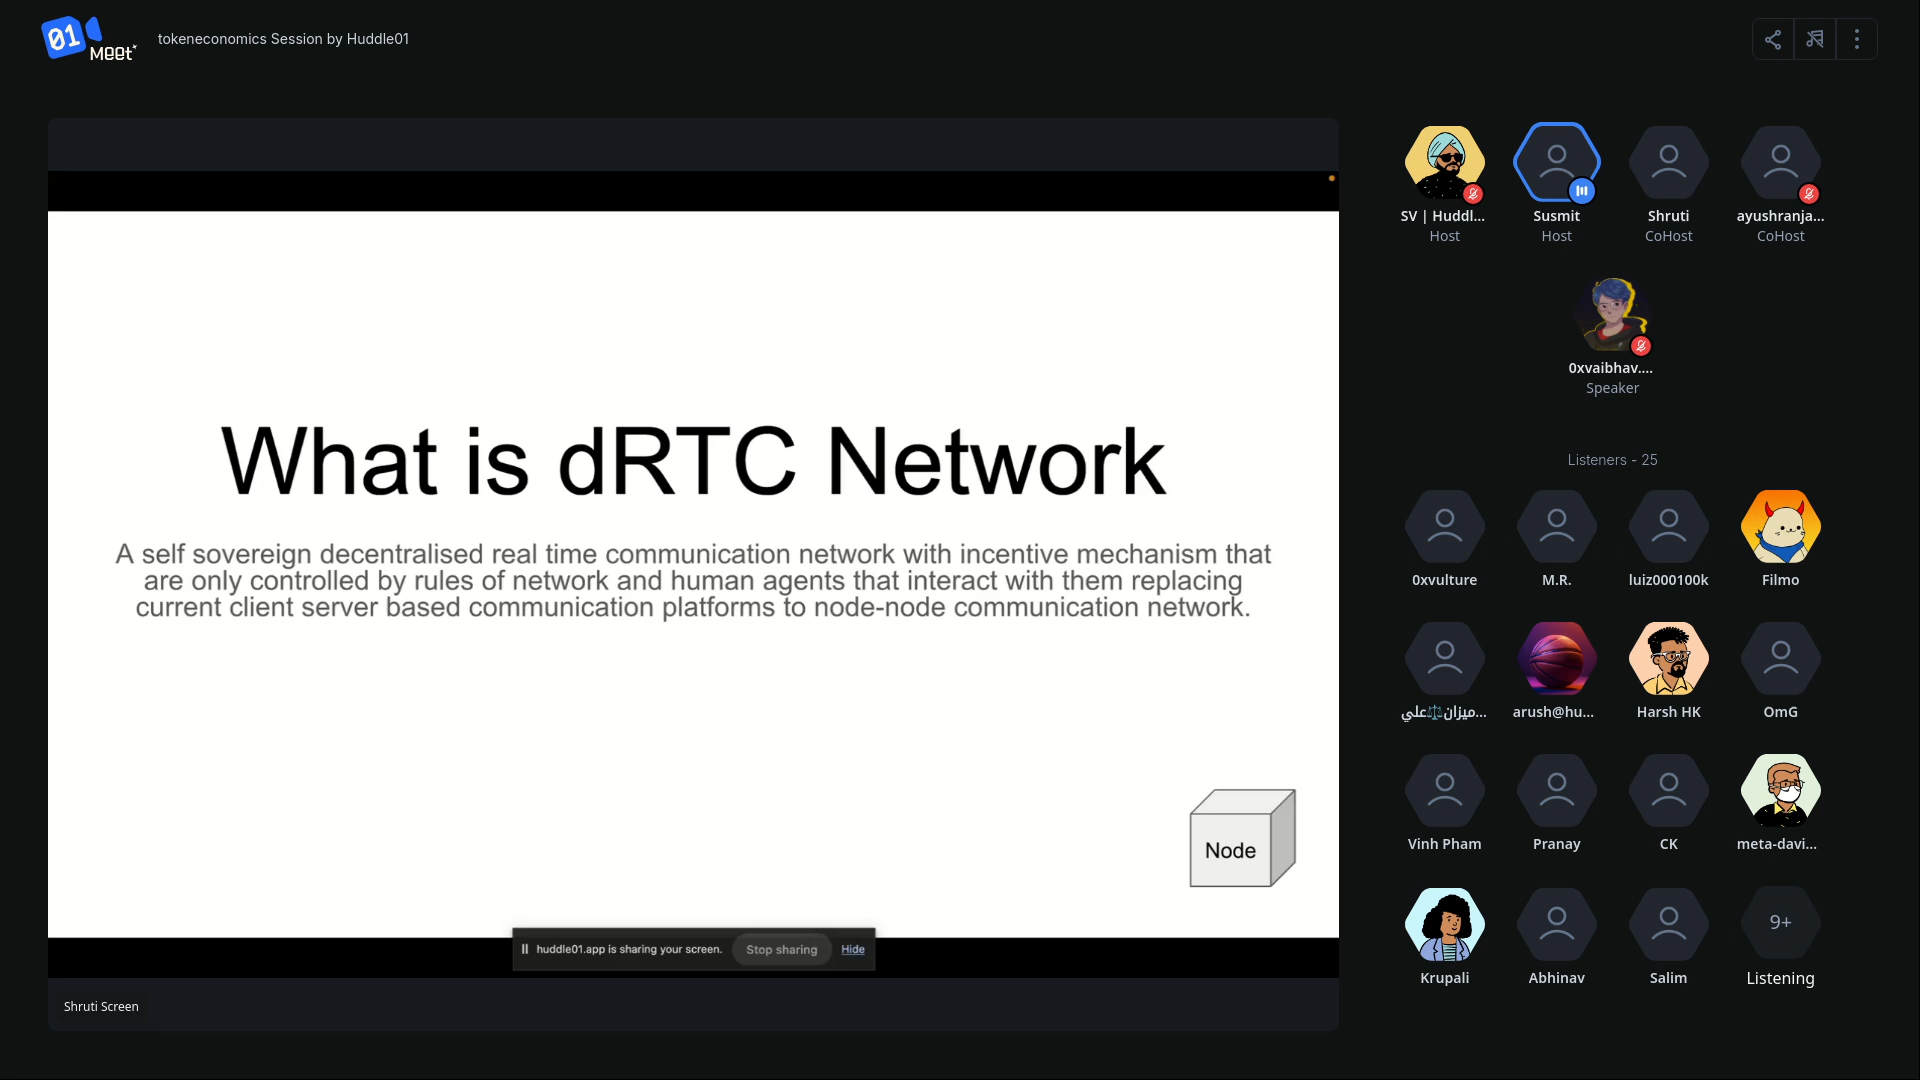 01
Meet
tokeneconomics Session by Huddle01
What is dRTC Network
A self sovereign decentralised real time communication network with incentive mechanism that
are only controlled by rules of network and human agents that interact with them replacing
current client server based communication platforms to node-node communication network.
Node
huddle01.app is sharing your screen. Stop sharing Hide
Shruti Screen
SV | Huddl... Susmit Shruti ayushranja...
Host Host CoHost CoHost
0xvaibhav....
Speaker
Listeners - 25
0xvulture M.R. luiz000100k Filmo
ميزان⚖️علي... arush@hu... Harsh HK OmG
Vinh Pham Pranay CK meta-davi...
9+
Krupali Abhinav Salim Listening